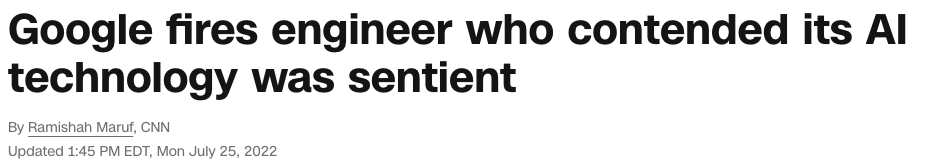 Google fires engineer who contended its AI
technology was sentient
By Ramishah Maruf, CNN
Updated 1:45 PM EDT, Mon July 25, 2022